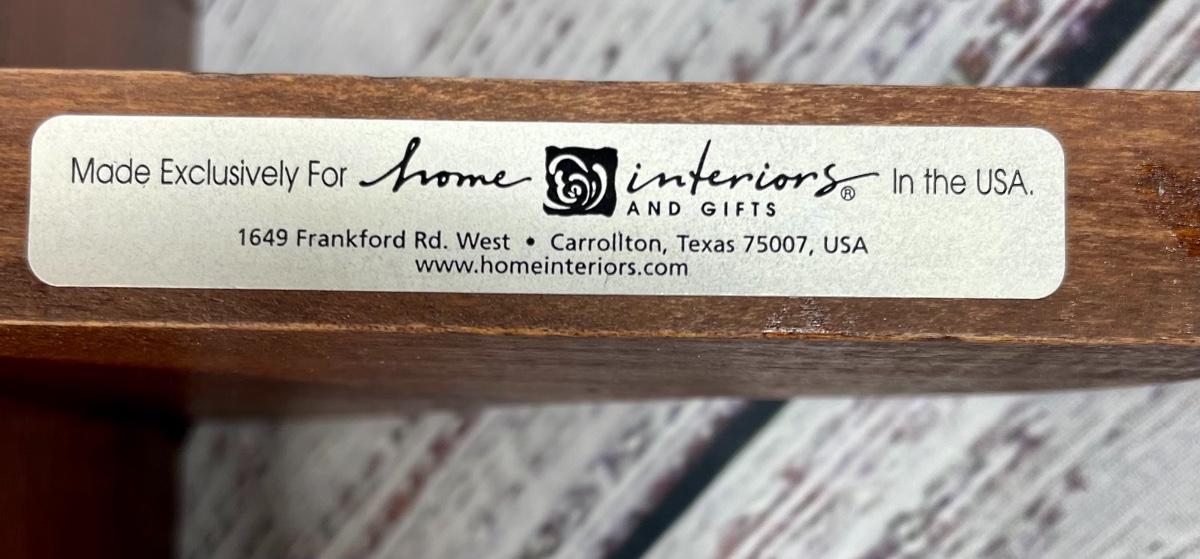 Made Exclusively For home interiors® In the USA.
AND GIFTS
1649 Frankford Rd. West • Carrollton, Texas 75007, USA
www.homeinteriors.com